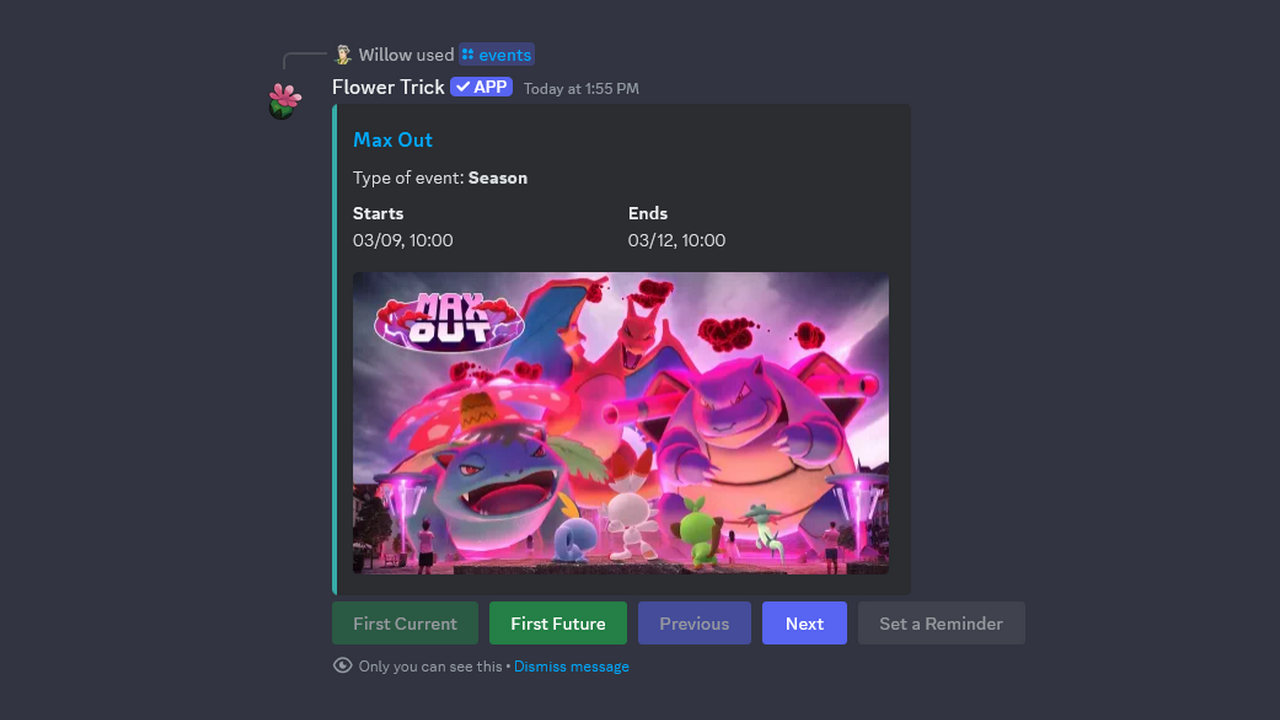 Willow used events
Flower Trick APP Today at 1:55 PM
Max Out
Type of event: Season
Starts Ends
03/09, 10:00 03/12, 10:00
MAX
OUT
First Current First Future Previous Next Set a Reminder
Only you can see this • Dismiss message